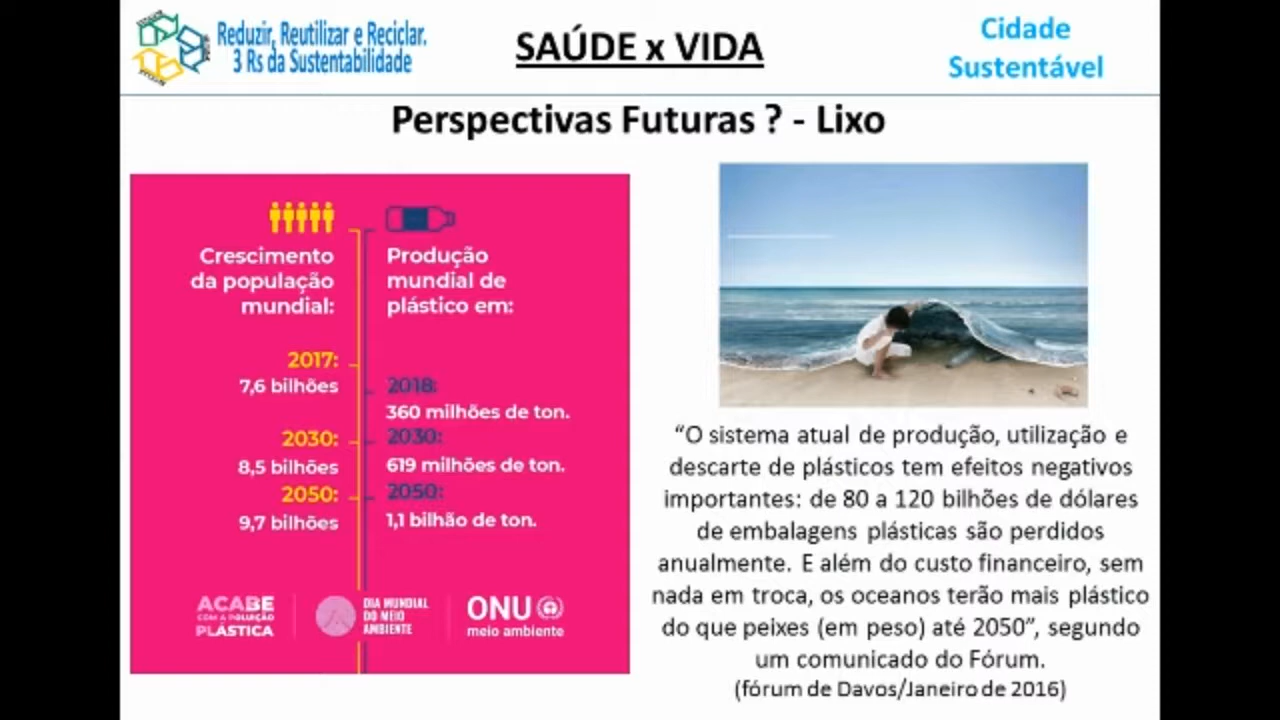 Reduzir, Reutilizar e Reciclar.
3 Rs da Sustentabilidade
SAÚDE x VIDA
Cidade
Sustentável
Perspectivas Futuras ? - Lixo
Crescimento
da população
mundial:
2017:
7,6 bilhões
2030:
8,5 bilhões
2050:
9,7 bilhões
Produção
mundial de
plástico em:
2018:
360 milhões de ton.
2030:
619 milhões de ton.
2050:
1,1 bilhão de ton.
ACABE
COM A POLUIÇÃO
PLÁSTICA
DIA MUNDIAL
DO MEIO
AMBIENTE
ONU
meio ambiente
“O sistema atual de produção, utilização e
descarte de plásticos tem efeitos negativos
importantes: de 80 a 120 bilhões de dólares
de embalagens plásticas são perdidos
anualmente. E além do custo financeiro, sem
nada em troca, os oceanos terão mais plástico
do que peixes (em peso) até 2050”, segundo
um comunicado do Fórum.
(fórum de Davos/Janeiro de 2016)